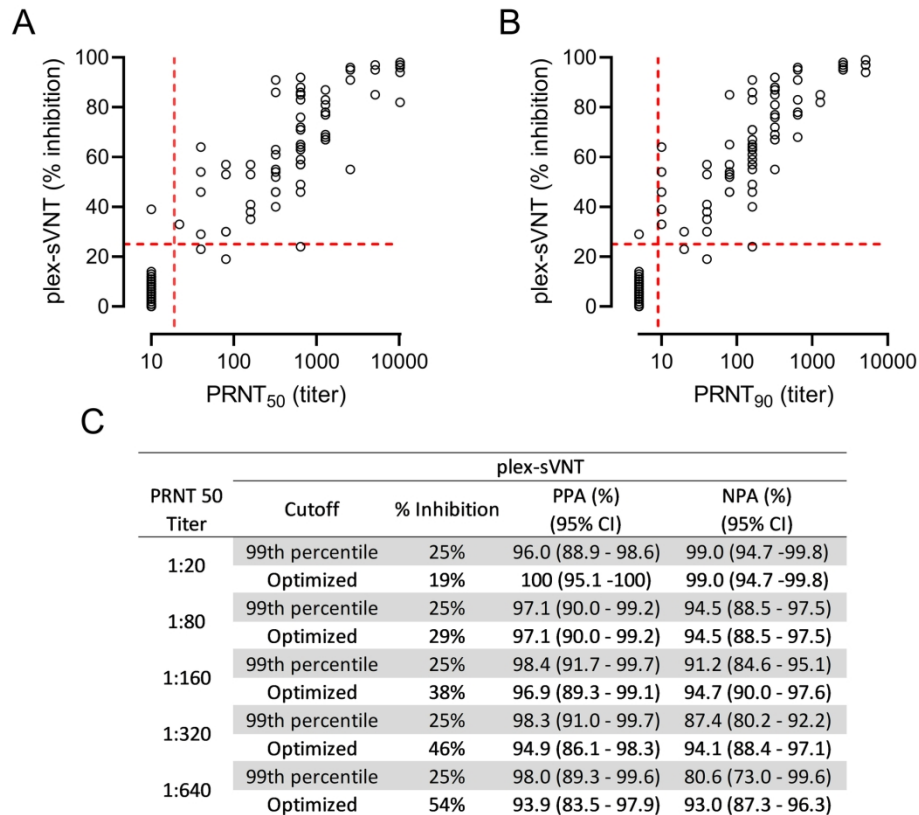 A
B
plex-sVNT (% inhibition)
100
80
60
40
20
0
10 100 1000 10000
PRNT50 (titer)
plex-sVNT (% inhibition)
100
80
60
40
20
0
10 100 1000 10000
PRNT90 (titer)
C
plex-sVNT
PRNT 50 Titer Cutoff % Inhibition PPA (%) (95% CI) NPA (%) (95% CI)
1:20 99th percentile 25% 96.0 (88.9 - 98.6) 99.0 (94.7 -99.8)
Optimized 19% 100 (95.1 -100) 99.0 (94.7 -99.8)
1:80 99th percentile 25% 97.1 (90.0 - 99.2) 94.5 (88.5 - 97.5)
Optimized 29% 97.1 (90.0 - 99.2) 94.5 (88.5 - 97.5)
1:160 99th percentile 25% 98.4 (91.7 - 99.7) 91.2 (84.6 - 95.1)
Optimized 38% 96.9 (89.3 - 99.1) 94.7 (90.0 - 97.6)
1:320 99th percentile 25% 98.3 (91.0 - 99.7) 87.4 (80.2 - 92.2)
Optimized 46% 94.9 (86.1 - 98.3) 94.1 (88.4 - 97.1)
1:640 99th percentile 25% 98.0 (89.3 - 99.6) 80.6 (73.0 - 99.6)
Optimized 54% 93.9 (83.5 - 97.9) 93.0 (87.3 - 96.3)